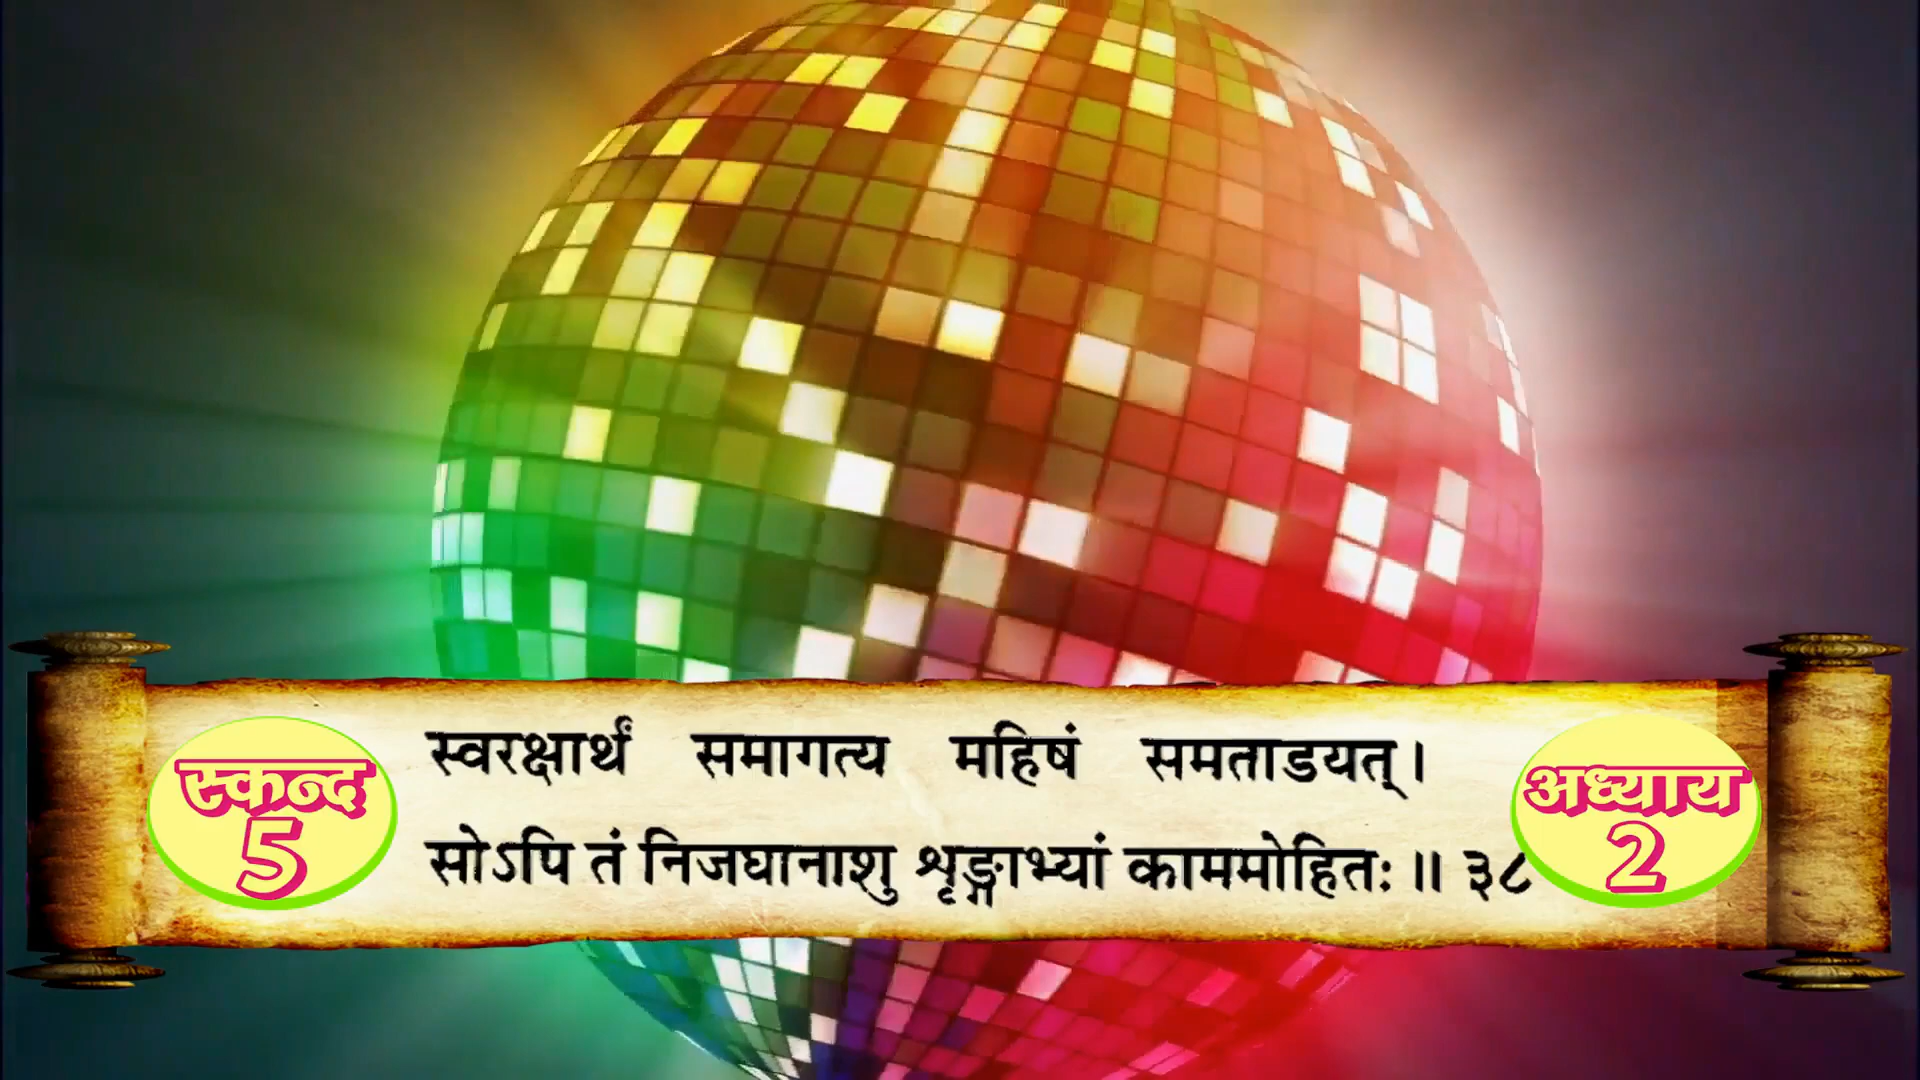 स्वरक्षार्थं समागत्य महिषं समताडयत्।
सोऽपि तं निजघानाशु शृङ्गाभ्यां काममोहितः॥ ३८
स्कन्द
5
अध्याय
2